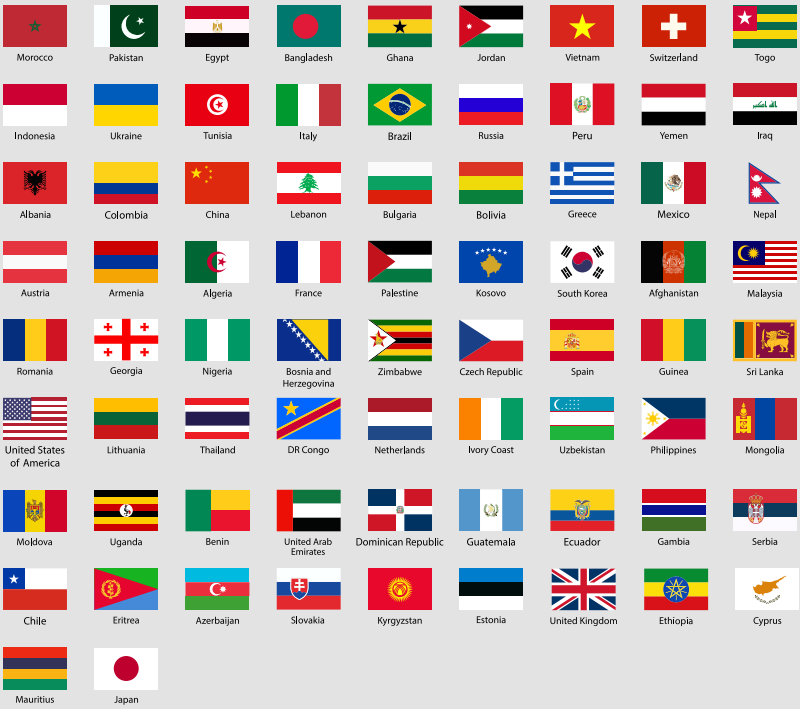 Morocco Pakistan Egypt Bangladesh Ghana Jordan Vietnam Switzerland Togo
Indonesia Ukraine Tunisia Italy Brazil Russia Peru Yemen Iraq
Albania Colombia China Lebanon Bulgaria Bolivia Greece Mexico Nepal
Austria Armenia Algeria France Palestine Kosovo South Korea Afghanistan Malaysia
Romania Georgia Nigeria Bosnia and Zimbabwe Czech Republic Spain Guinea Sri Lanka
Herzegovina
United States Lithuania Thailand DR Congo Netherlands Ivory Coast Uzbekistan Philippines Mongolia
of America
Moldova Uganda Benin United Arab Dominican Republic Guatemala Ecuador Gambia Serbia
Emirates
Chile Eritrea Azerbaijan Slovakia Kyrgyzstan Estonia United Kingdom Ethiopia Cyprus
Mauritius Japan